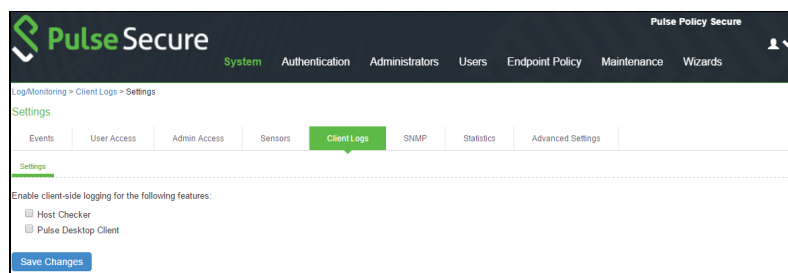 Pulse Policy Secure
Pulse Secure
System Authentication Administrators Users Endpoint Policy Maintenance Wizards
Log/Monitoring > Client Logs > Settings
Settings
Events User Access Admin Access Sensors Client Logs SNMP Statistics Advanced Settings
Settings
Enable client-side logging for the following features:
Host Checker
Pulse Desktop Client
Save Changes